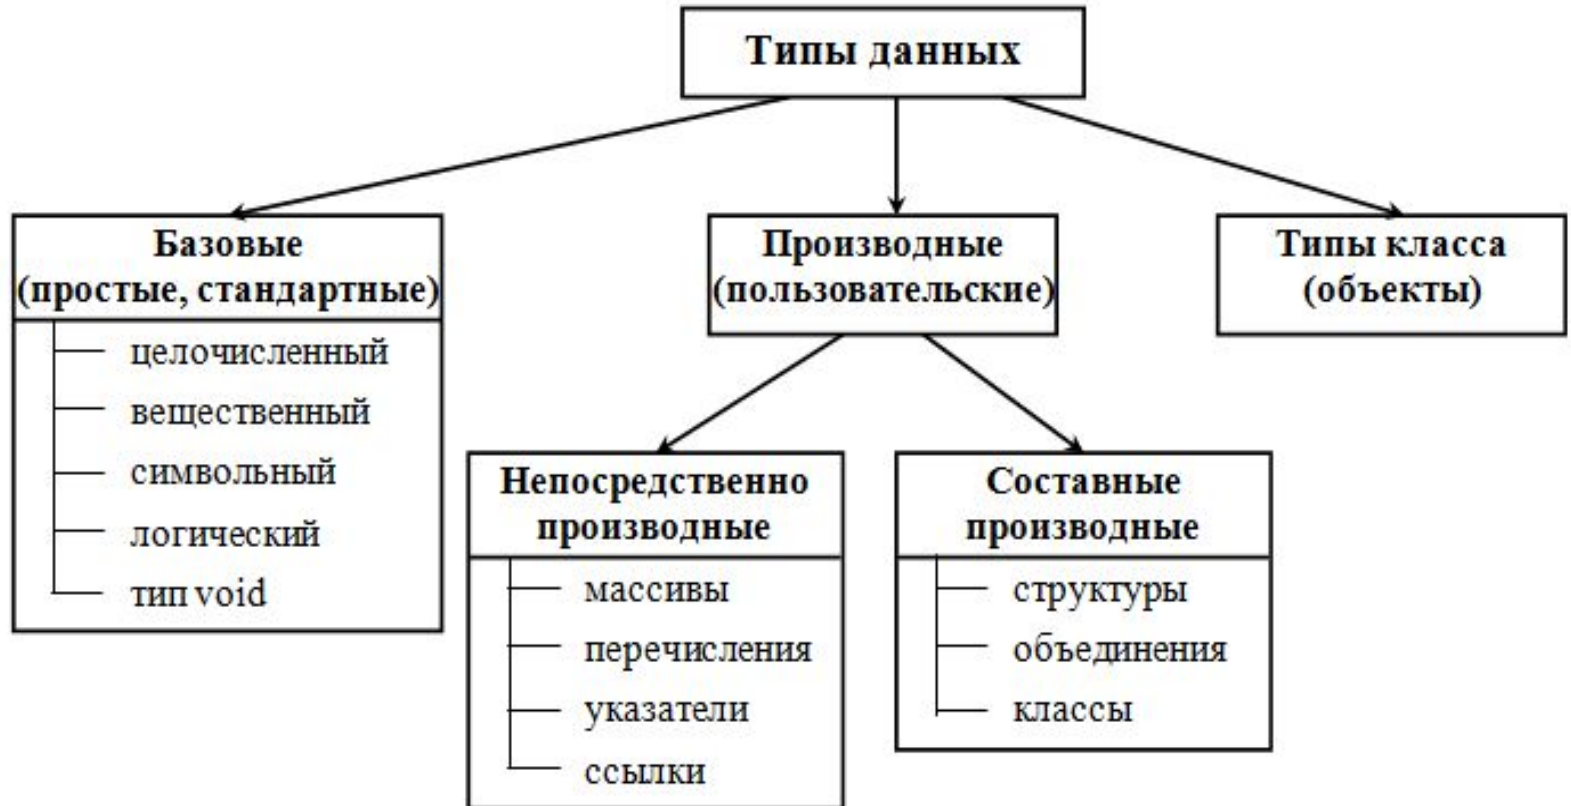 Типы данных
Базовые
(простые, стандартные)
целочисленный
вещественный
символьный
логический
тип void
Производные
(пользовательские)
Непосредственно
производные
массивы
перечисления
указатели
ссылки
Составные
производные
структуры
объединения
классы
Типы класса
(объекты)